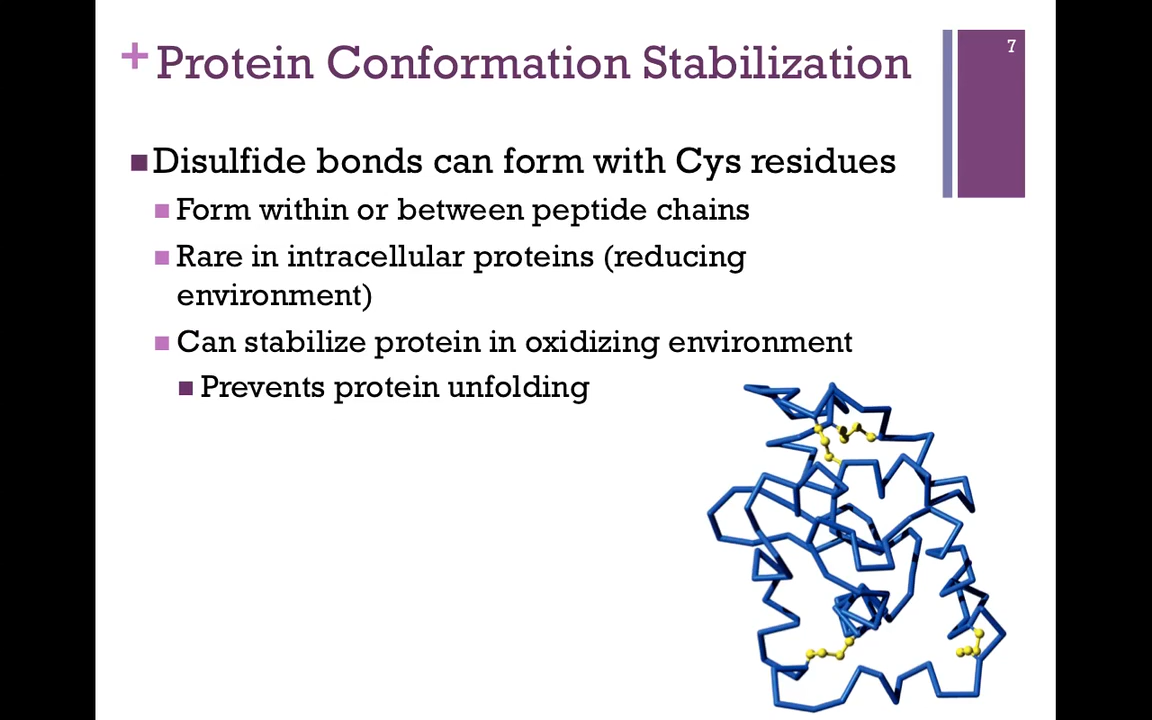 + Protein Conformation Stabilization
7
Disulfide bonds can form with Cys residues
Form within or between peptide chains
Rare in intracellular proteins (reducing
environment)
Can stabilize protein in oxidizing environment
Prevents protein unfolding